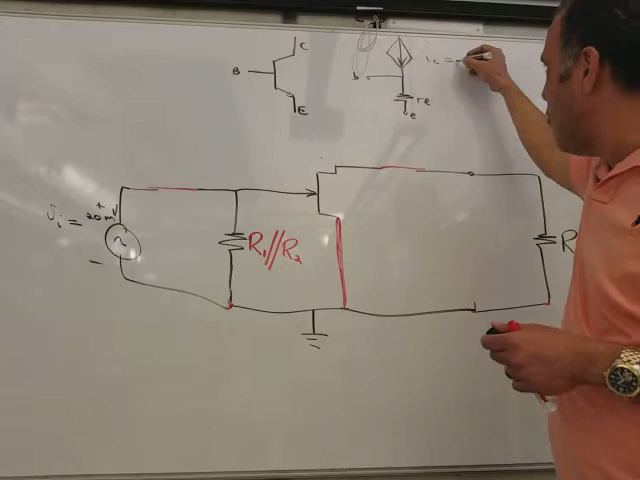 C
B
E
b
ic =
re
e
Vi = 20mV
+
~
-
R1//R2
R